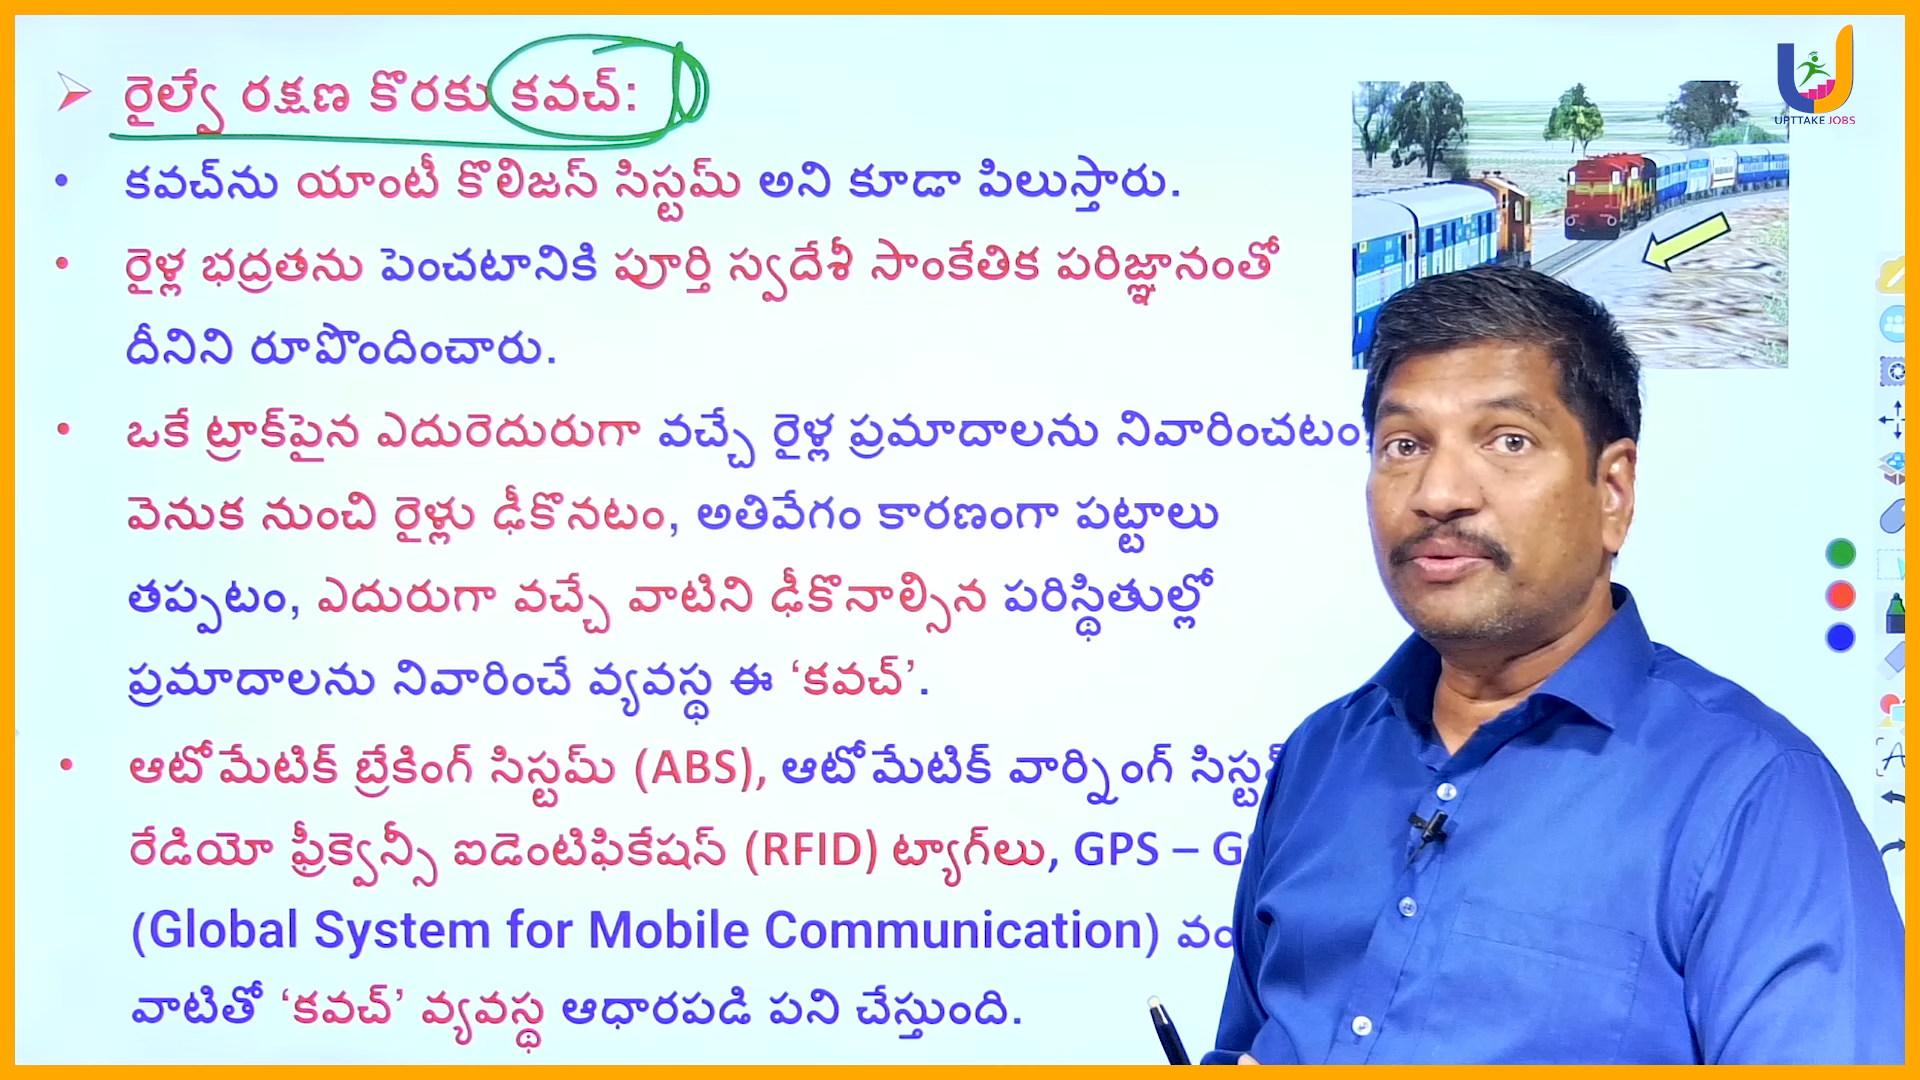 రైల్వే రక్షణ కొరకు కవచ్:
UPTTAKE JOBS
కవచ్‌ను యాంటీ కొలిజస్ సిస్టమ్ అని కూడా పిలుస్తారు.
రైళ్ల భద్రతను పెంచటానికి పూర్తి స్వదేశీ సాంకేతిక పరిజ్ఞానంతో
దీనిని రూపొందించారు.
ఒకే ట్రాక్‌పైన ఎదురెదురుగా వచ్చే రైళ్ల ప్రమాదాలను నివారించటం
వెనుక నుంచి రైళ్లు ఢీకొనటం, అతివేగం కారణంగా పట్టాలు
తప్పటం, ఎదురుగా వచ్చే వాటిని ఢీకొనాల్సిన పరిస్థితుల్లో
ప్రమాదాలను నివారించే వ్యవస్థ ఈ ‘కవచ్’.
ఆటోమేటిక్ బ్రేకింగ్ సిస్టమ్ (ABS), ఆటోమేటిక్ వార్నింగ్
రేడియో ఫ్రీక్వెన్సీ ఐడెంటిఫికేషస్ (RFID) ట్యాగ్‌లు, GPS –
(Global System for Mobile Communication)
వాటితో ‘కవచ్’ వ్యవస్థ ఆధారపడి పని చేస్తుంది.